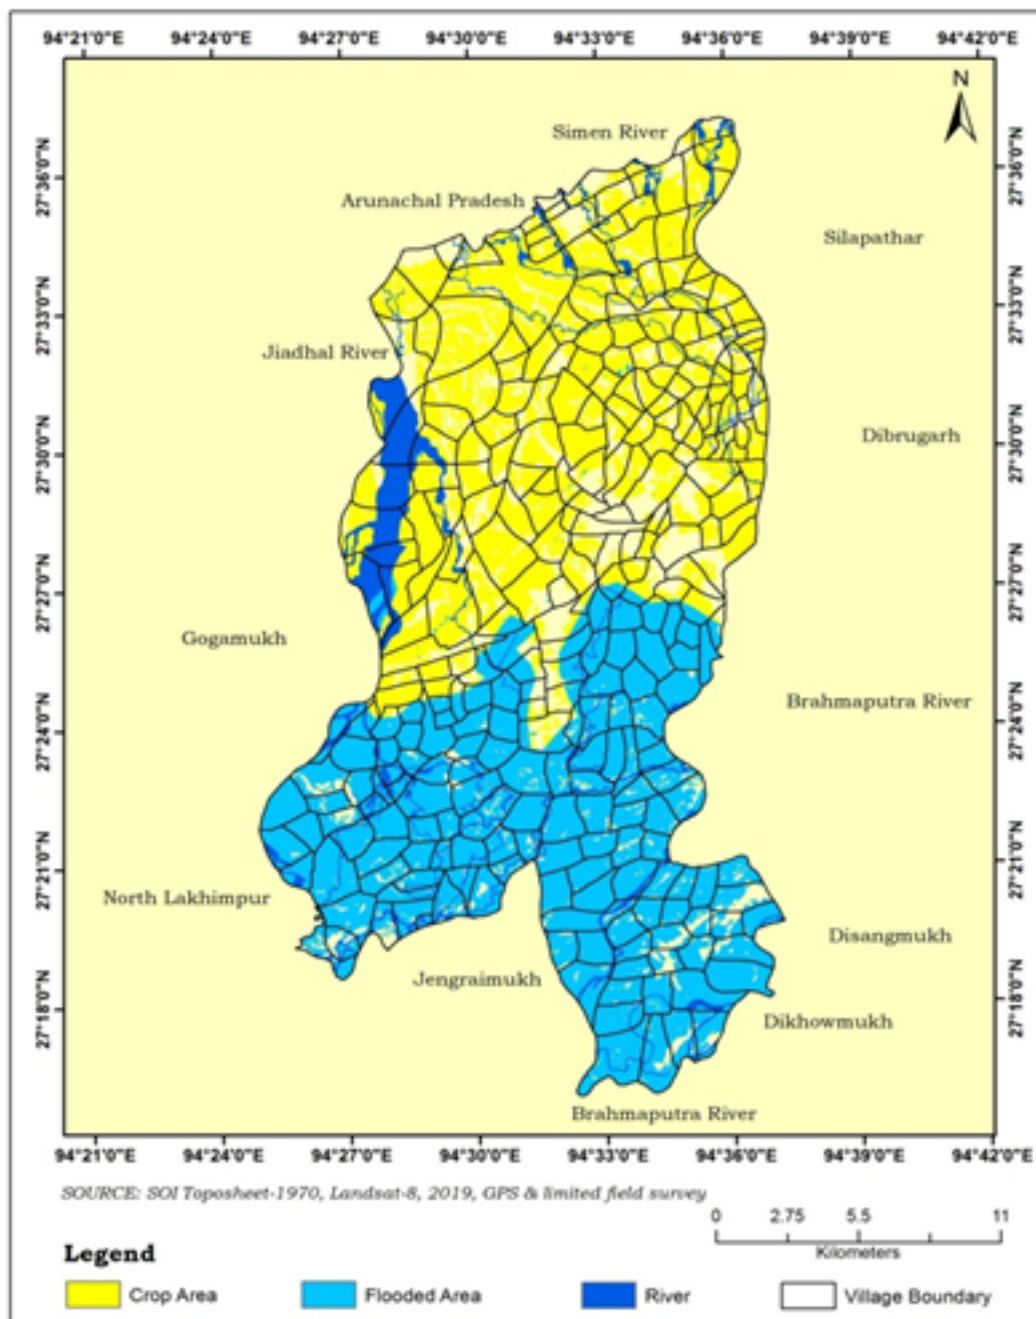 94°21'0"E 94°24'0"E 94°27'0"E 94°30'0"E 94°33'0"E 94°36'0"E 94°39'0"E 94°42'0"E
N
Simen River
27°36'0"N 27°36'0"N
Arunachal Pradesh
Silapathar
27°33'0"N 27°33'0"N
Jiadhal River
Dibrugarh
27°30'0"N 27°30'0"N
27°27'0"N 27°27'0"N
Gogamukh
Brahmaputra River
27°24'0"N 27°24'0"N
27°21'0"N 27°21'0"N
North Lakhimpur
Disangmukh
Jengraimukh
27°18'0"N 27°18'0"N
Dikhowmukh
Brahmaputra River
94°21'0"E 94°24'0"E 94°27'0"E 94°30'0"E 94°33'0"E 94°36'0"E 94°39'0"E 94°42'0"E
SOURCE: SOI Toposheet-1970, Landsat-8, 2019, GPS & limited field survey
0 2.75 5.5 11
Kilometers
Legend
Crop Area Flooded Area River Village Boundary